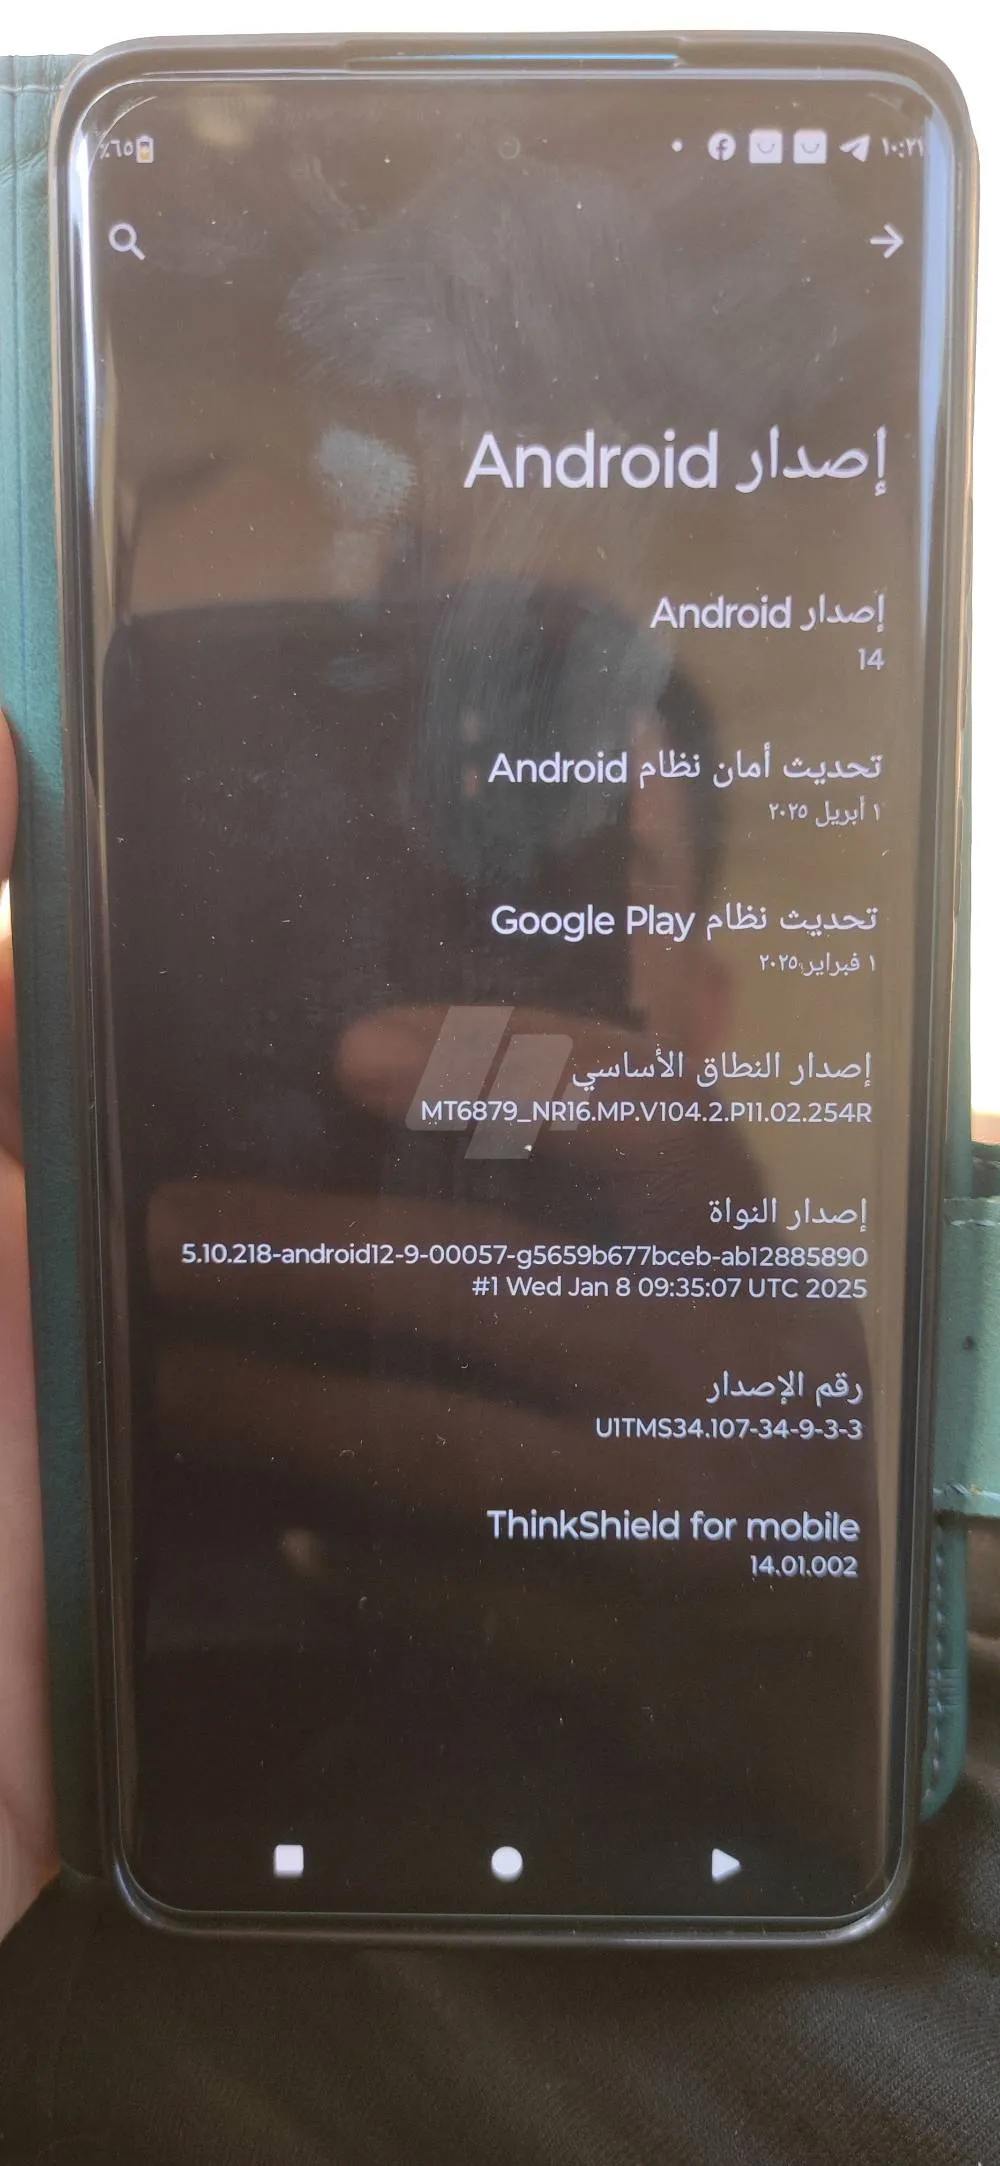 ١٠:٢١
٪٦٥
إصدار Android
إصدار Android
14
تحديث أمان نظام Android
١ أبريل ٢٠٢٥
تحديث نظام Google Play
١ فبراير ٢٠٢٥
إصدار النطاق الأساسي
MT6879_NR16.MP.V104.2.P11.02.254R
إصدار النواة
5.10.218-android12-9-00057-g5659b677bceb-ab12885890
#1 Wed Jan 8 09:35:07 UTC 2025
رقم الإصدار
U1TMS34.107-34-9-3-3
ThinkShield for mobile
14.01.002